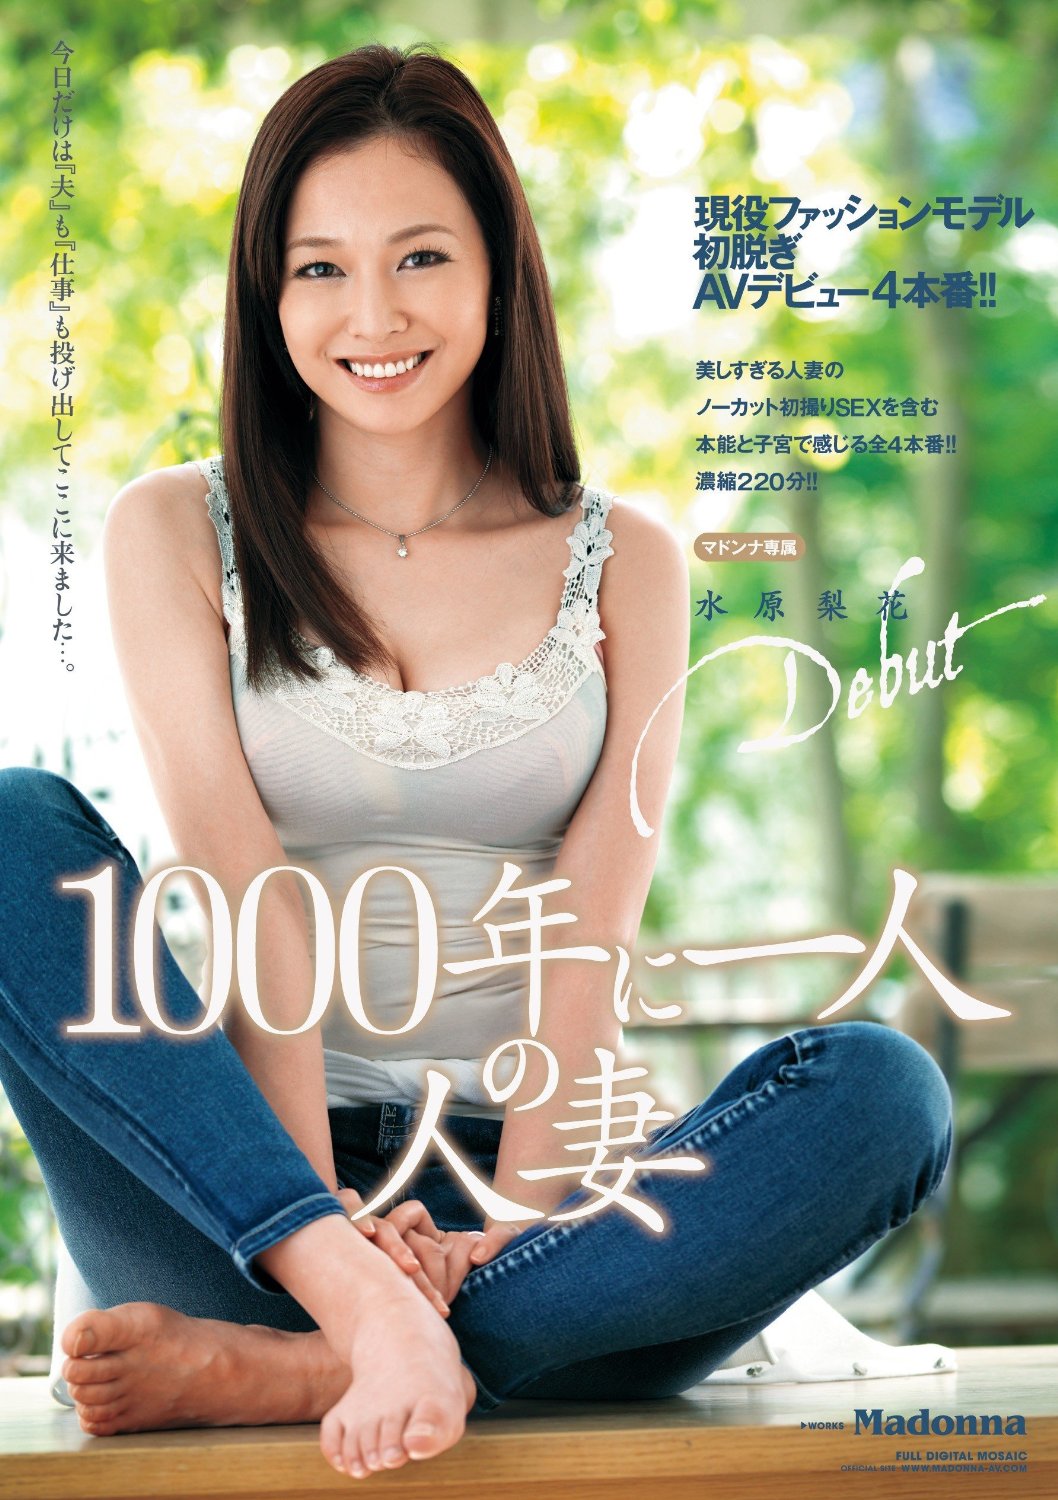 今日だけは『夫』も『仕事』も投げ出してここに来ました…。
現役ファッションモデル
初脱ぎ
AVデビュー4本番!!
美しすぎる人妻の
ノーカット初撮りSEXを含む
本能と子宮で感じる全4本番!!
濃縮220分!!
マドンナ専属
水原梨花
Debut
1000年に一人
の
人妻
▶WORKS Madonna
FULL DIGITAL MOSAIC
OFFICIAL SITE WWW.MADONNA-AV.COM